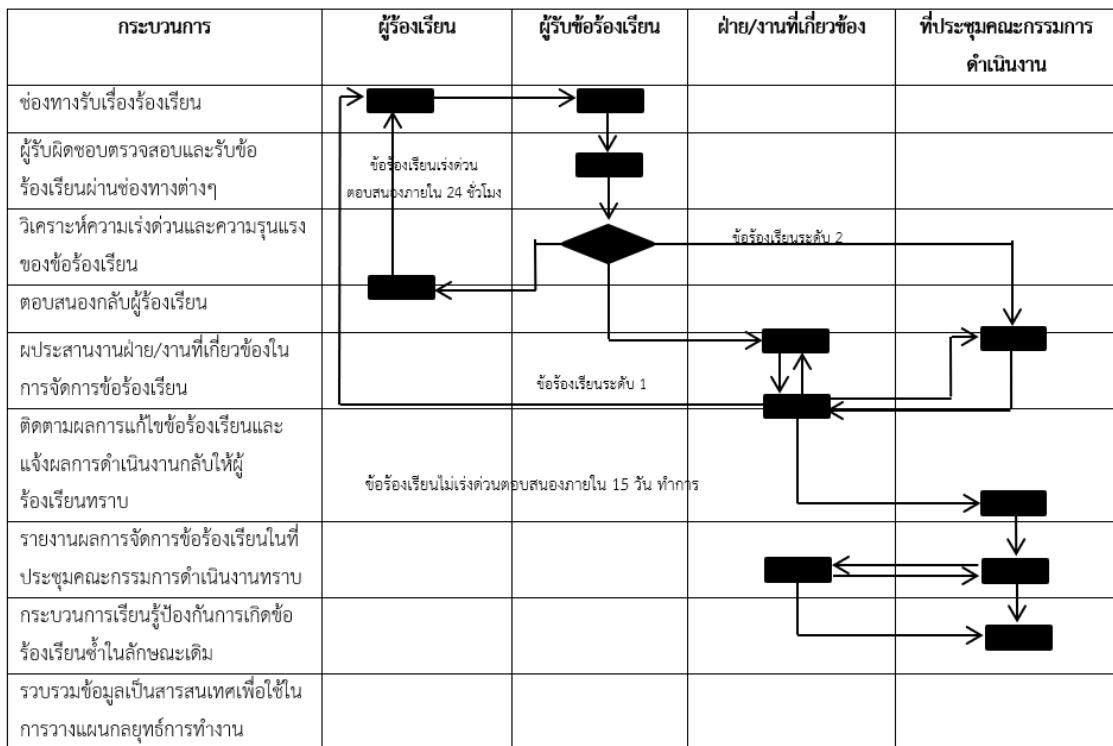 กระบวนการ
ผู้ร้องเรียน
ผู้รับข้อร้องเรียน
ฝ่าย/งานที่เกี่ยวข้อง
ที่ประชุมคณะกรรมการ
ดำเนินงาน
ช่องทางรับเรื่องร้องเรียน
ผู้รับผิดชอบตรวจสอบและรับข้อ
ร้องเรียนผ่านช่องทางต่างๆ
ข้อร้องเรียนเร่งด่วน
ตอบสนองภายใน 24 ชั่วโมง
วิเคราะห์ความเร่งด่วนและความรุนแรง
ของข้อร้องเรียน
ข้อร้องเรียนระดับ 2
ตอบสนองกลับผู้ร้องเรียน
ผประสานงานฝ่าย/งานที่เกี่ยวข้องใน
การจัดการข้อร้องเรียน
ข้อร้องเรียนระดับ 1
ติดตามผลการแก้ไขข้อร้องเรียนและ
แจ้งผลการดำเนินงานกลับให้ผู้
ร้องเรียนทราบ
ข้อร้องเรียนไม่เร่งด่วนตอบสนองภายใน 15 วัน ทำการ
รายงานผลการจัดการข้อร้องเรียนในที่
ประชุมคณะกรรมการดำเนินงานทราบ
กระบวนการเรียนรู้ป้องกันการเกิดข้อ
ร้องเรียนซ้ำในลักษณะเดิม
รวบรวมข้อมูลเป็นสารสนเทศเพื่อใช้ใน
การวางแผนกลยุทธ์การทำงาน